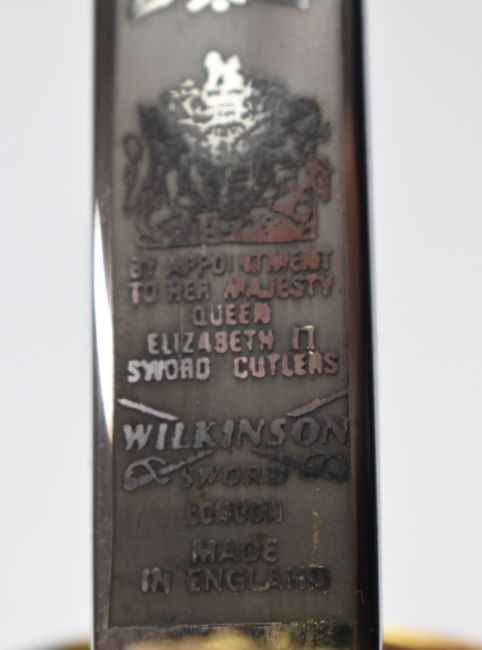 BY APPOINTMENT
TO HER MAJESTY
QUEEN
ELIZABETH II
SWORD CUTLERS
WILKINSON
SWORD
LONDON
MADE
IN ENGLAND